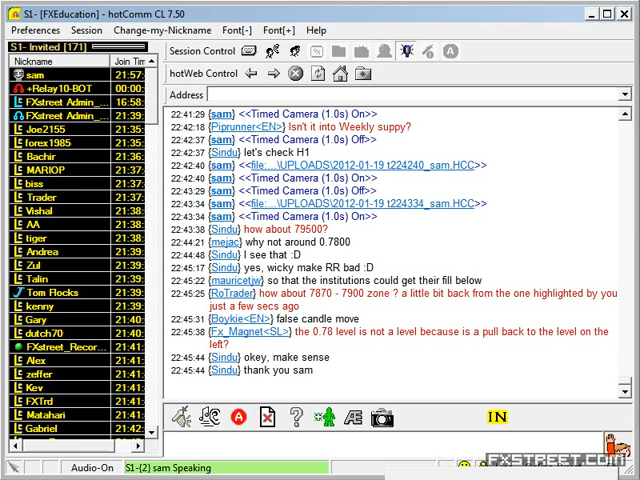 S1- [FXEducation] - hotComm CL 7.50
Preferences Session Change-my-Nickname Font[-] Font[+] Help
S1- Invited [171]
Nickname Join Tim
sam 21:57:
+Relay10-BOT 00:00:
FXstreet Admin_... 16:58:
FXstreet Admin_... 21:39:
Joe2155 21:35:
forex1985 21:35:
Bachir 21:36:
MARIOP 21:36:
biss 21:37:
Trader 21:37:
Vishal 21:38:
AA 21:38:
tiger 21:38:
Andrea 21:38:
Zul 21:38:
Talin 21:39:
Tom Rocks 21:39:
kenny 21:39:
Gary 21:40:
dutch70 21:40:
FXstreet_Recor... 21:41:
Alex 21:41:
zeffer 21:41:
Kev 21:41:
FXTrd 21:41:
Matahari 21:41:
Gabriel 21:42:
Session Control
hotWeb Control
Address
22:41:29 {sam} <<Timed Camera (1.0s) On>>
22:42:18 {Piprunner<EN>} Isn't it into Weekly suppy?
22:42:37 {sam} <<Timed Camera (1.0s) Off>>
22:42:37 {Sindu} let's check H1
22:42:40 {sam} <<file:...\UPLOADS\2012-01-19 t224240_sam.HCC>>
22:42:40 {sam} <<Timed Camera (1.0s) On>>
22:43:29 {sam} <<Timed Camera (1.0s) Off>>
22:43:34 {sam} <<file:...\UPLOADS\2012-01-19 t224334_sam.HCC>>
22:43:34 {sam} <<Timed Camera (1.0s) On>>
22:43:38 {Sindu} how about 79500?
22:44:21 {mejac} why not around 0.7800
22:44:48 {Sindu} I see that :D
22:45:17 {Sindu} yes, wicky make RR bad :D
22:45:22 {mauricetjw} so that the institutions could get their fill below
22:45:25 {RoTrader} how about 7870 - 7900 zone ? a little bit back from the one highlighted by you
just a few secs ago
22:45:31 {Boykie<EN>} false candle move
22:45:38 {Fx_Magnet<SL>} the 0.78 level is not a level because is a pull back to the level on the
left?
22:45:44 {Sindu} okey, make sense
22:45:44 {Sindu} thank you sam
IN
Audio-On S1-{2} sam Speaking
FXSTREET.COM